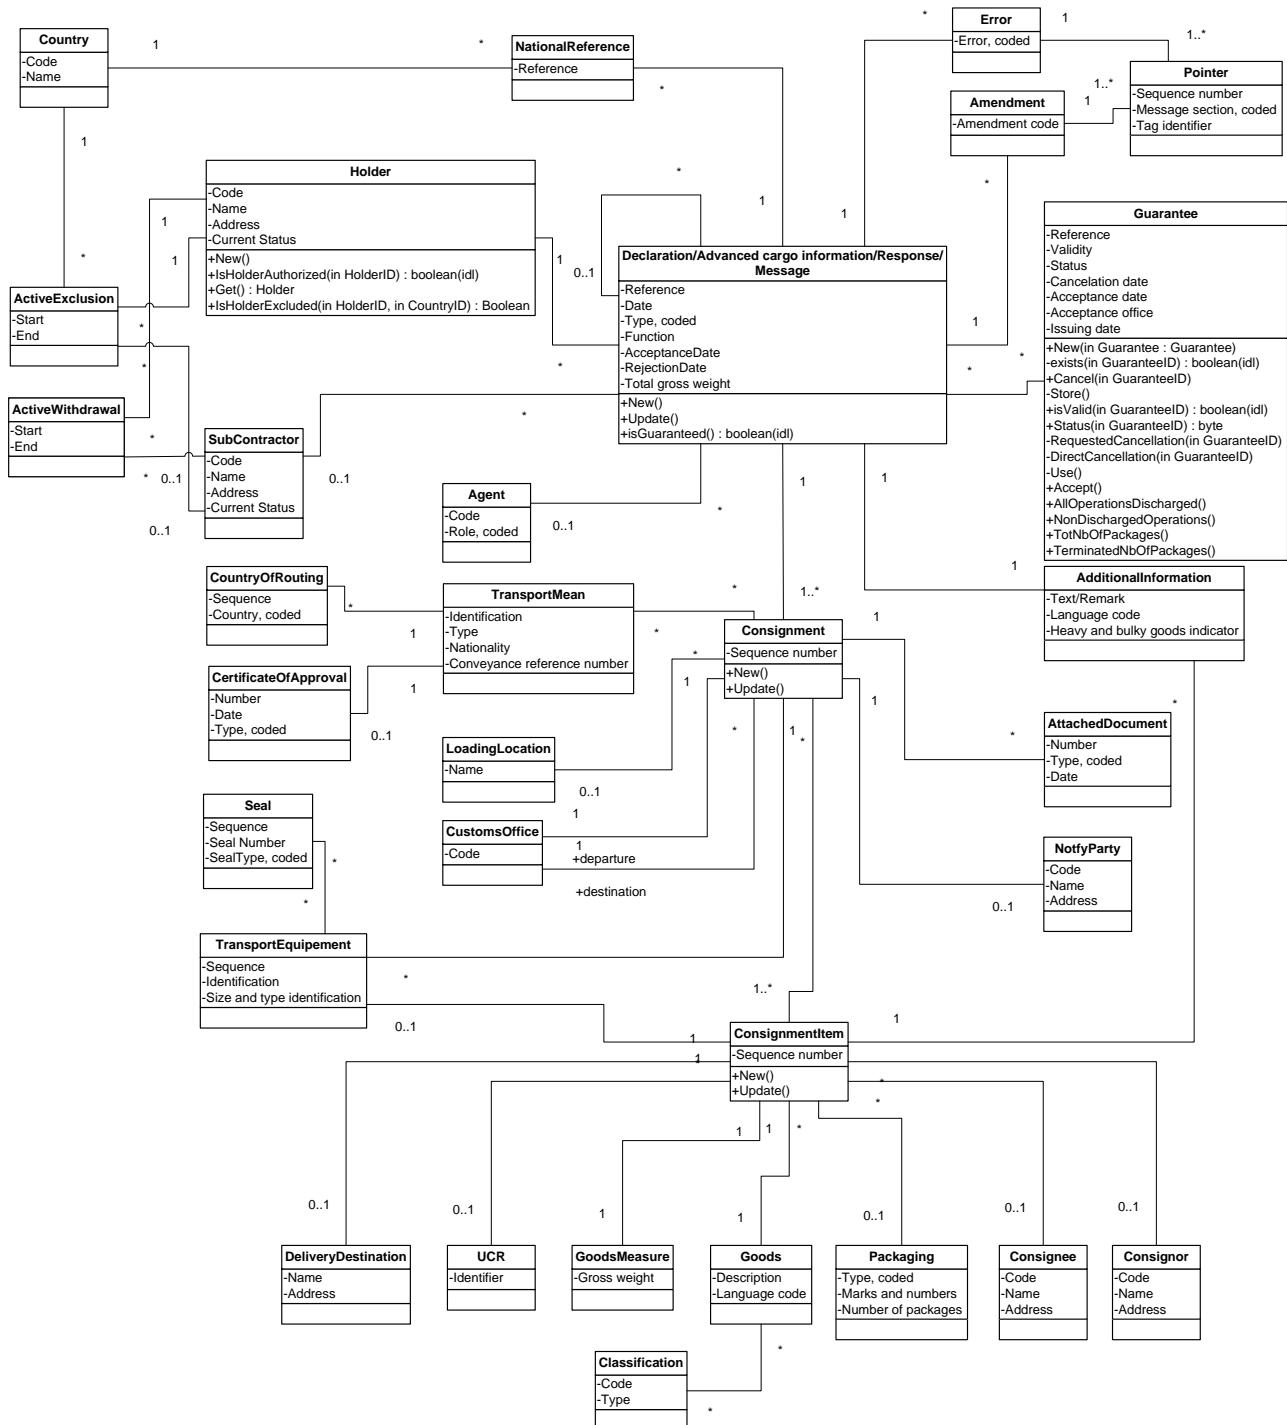 Country
-Code
-Name
1
*
NationalReference
-Reference
*
*
Error
-Error, coded
1
1..*
Pointer
-Sequence number
-Message section, coded
-Tag identifier
1..*
1
Amendment
-Amendment code
*
1
Holder
-Code
-Name
-Address
-Current Status
+New()
+IsHolderAuthorized(in HolderID) : boolean(idl)
+Get() : Holder
+IsHolderExcluded(in HolderID, in CountryID) : Boolean
1
1
1
*
1
1
0..1
Declaration/Advanced cargo information/Response/
Message
-Reference
-Date
-Type, coded
-Function
-AcceptanceDate
-RejectionDate
-Total gross weight
+New()
+Update()
+isGuaranteed() : boolean(idl)
1
*
*
Guarantee
-Reference
-Validity
-Status
-Cancelation date
-Acceptance date
-Acceptance office
-Issuing date
+New(in Guarantee : Guarantee)
-exists(in GuaranteeID) : boolean(idl)
+Cancel(in GuaranteeID)
-Store()
+isValid(in GuaranteeID) : boolean(idl)
+Status(in GuaranteeID) : byte
-RequestedCancellation(in GuaranteeID)
-DirectCancellation(in GuaranteeID)
-Use()
+Accept()
+AllOperationsDischarged()
+NonDischargedOperations()
+TotNbOfPackages()
+TerminatedNbOfPackages()
*
ActiveExclusion
-Start
-End
*
*
*
ActiveWithdrawal
-Start
-End
*
*
SubContractor
-Code
-Name
-Address
-Current Status
0..1
0..1
0..1
*
Agent
-Code
-Role, coded
0..1
*
1
1
1
CountryOfRouting
-Sequence
-Country, coded
*
1
TransportMean
-Identification
-Type
-Nationality
-Conveyance reference number
*
*
1..*
AdditionalInformation
-Text/Remark
-Language code
-Heavy and bulky goods indicator
*
CertificateOfApproval
-Number
-Date
-Type, coded
1
0..1
Consignment
-Sequence number
+New()
+Update()
*
1
1
1
*
1
*
LoadingLocation
-Name
0..1
AttachedDocument
-Number
-Type, coded
-Date
*
Seal
-Sequence
-Seal Number
-SealType, coded
*
*
CustomsOffice
-Code
1
1
+departure
+destination
NotfyParty
-Code
-Name
-Address
0..1
TransportEquipement
-Sequence
-Identification
-Size and type identification
*
0..1
1..*
1
ConsignmentItem
-Sequence number
+New()
+Update()
1
1
*
*
1
1
*
0..1
0..1
1
1
0..1
0..1
0..1
DeliveryDestination
-Name
-Address
UCR
-Identifier
GoodsMeasure
-Gross weight
Goods
-Description
-Language code
Packaging
-Type, coded
-Marks and numbers
-Number of packages
Consignee
-Code
-Name
-Address
Consignor
-Code
-Name
-Address
Classification
-Code
-Type
*
*